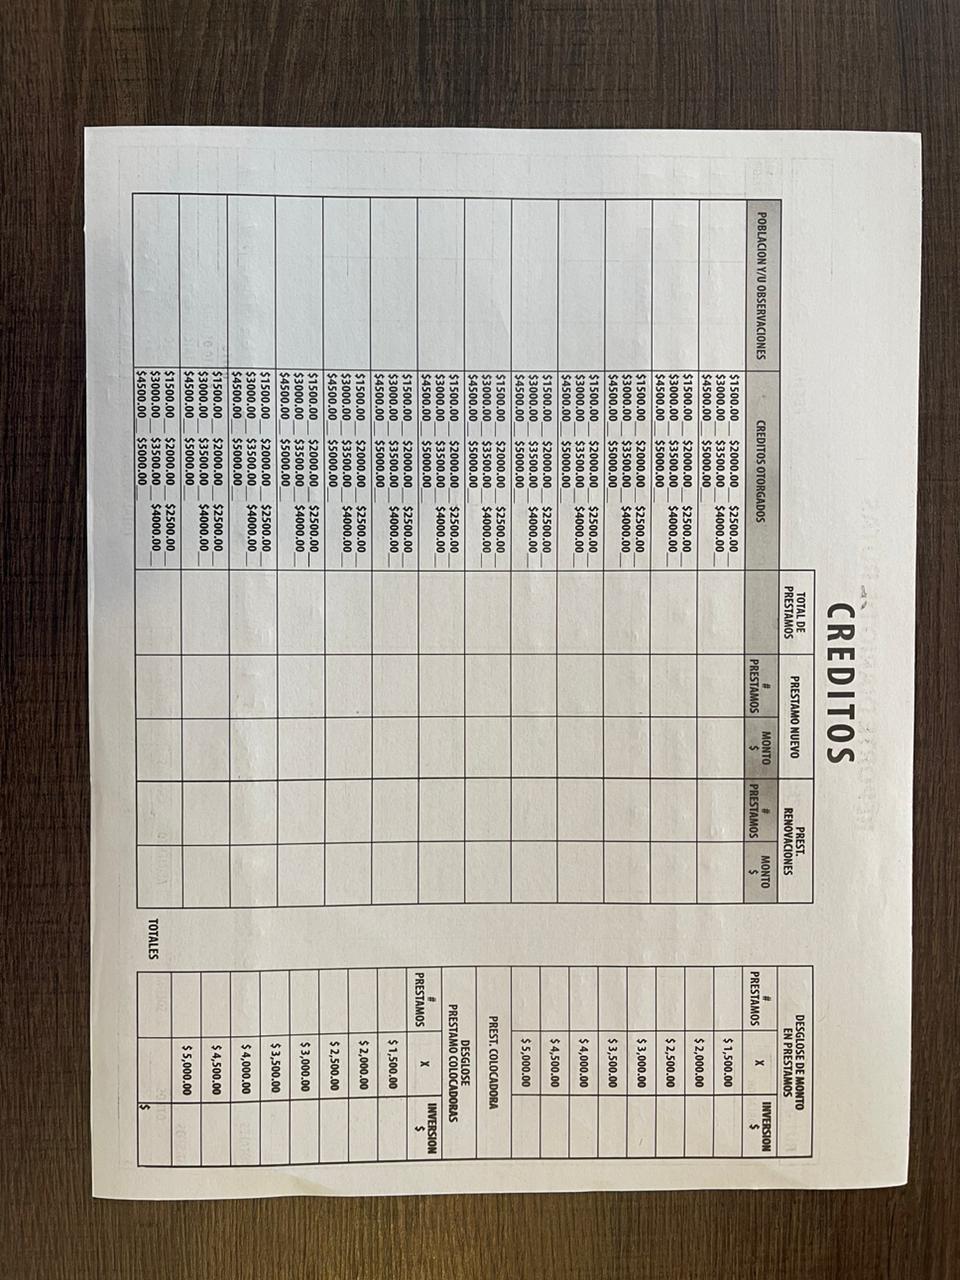 CREDITOS
TOTAL DE PRESTAMOS PRESTAMO NUEVO PREST. RENOVACIONES
POBLACION Y/U OBSERVACIONES CREDITOS OTORGADOS # PRESTAMOS MONTO $ # PRESTAMOS MONTO $
$1500.00__ $2000.00__ $2500.00__
$3000.00__ $3500.00__ $4000.00__
$4500.00__ $5000.00__
$1500.00__ $2000.00__ $2500.00__
$3000.00__ $3500.00__ $4000.00__
$4500.00__ $5000.00__
$1500.00__ $2000.00__ $2500.00__
$3000.00__ $3500.00__ $4000.00__
$4500.00__ $5000.00__
$1500.00__ $2000.00__ $2500.00__
$3000.00__ $3500.00__ $4000.00__
$4500.00__ $5000.00__
$1500.00__ $2000.00__ $2500.00__
$3000.00__ $3500.00__ $4000.00__
$4500.00__ $5000.00__
$1500.00__ $2000.00__ $2500.00__
$3000.00__ $3500.00__ $4000.00__
$4500.00__ $5000.00__
$1500.00__ $2000.00__ $2500.00__
$3000.00__ $3500.00__ $4000.00__
$4500.00__ $5000.00__
$1500.00__ $2000.00__ $2500.00__
$3000.00__ $3500.00__ $4000.00__
$4500.00__ $5000.00__
$1500.00__ $2000.00__ $2500.00__
$3000.00__ $3500.00__ $4000.00__
$4500.00__ $5000.00__
$1500.00__ $2000.00__ $2500.00__
$3000.00__ $3500.00__ $4000.00__
$4500.00__ $5000.00__
$1500.00__ $2000.00__ $2500.00__
$3000.00__ $3500.00__ $4000.00__
$4500.00__ $5000.00__
$1500.00__ $2000.00__ $2500.00__
$3000.00__ $3500.00__ $4000.00__
$4500.00__ $5000.00__
$1500.00__ $2000.00__ $2500.00__
$3000.00__ $3500.00__ $4000.00__
$4500.00__ $5000.00__
DESGLOSE DE MONTO
EN PRESTAMOS
# PRESTAMOS X INVERSION $
$ 1,500.00
$ 2,000.00
$ 2,500.00
$ 3,000.00
$ 3,500.00
$ 4,000.00
$ 4,500.00
$ 5,000.00
PREST. COLOCADORA
DESGLOSE
PRESTAMO COLOCADORAS
# PRESTAMOS X INVERSION $
$ 1,500.00
$ 2,000.00
$ 2,500.00
$ 3,000.00
$ 3,500.00
$ 4,000.00
$ 4,500.00
$ 5,000.00
TOTALES $